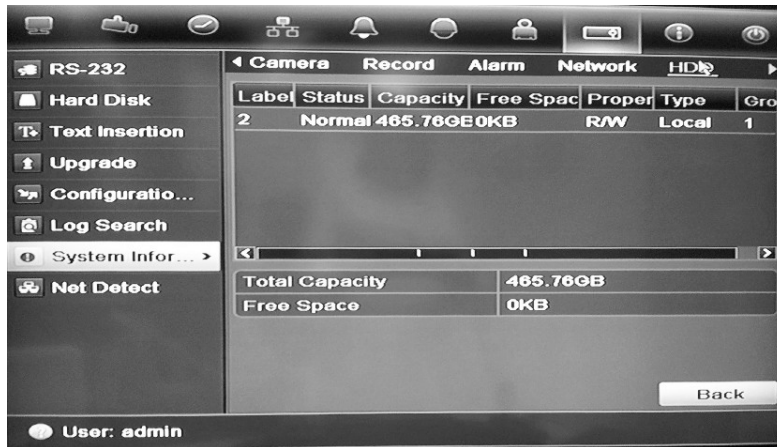 Camera Record Alarm Network HDD
RS-232
Hard Disk
Text Insertion
Upgrade
Configuratio...
Log Search
System Infor...
Net Detect
Label Status Capacity Free Spac Proper Type Gro
2 Normal 465.76GB 0KB R/W Local 1
Total Capacity 465.76GB
Free Space 0KB
Back
User: admin